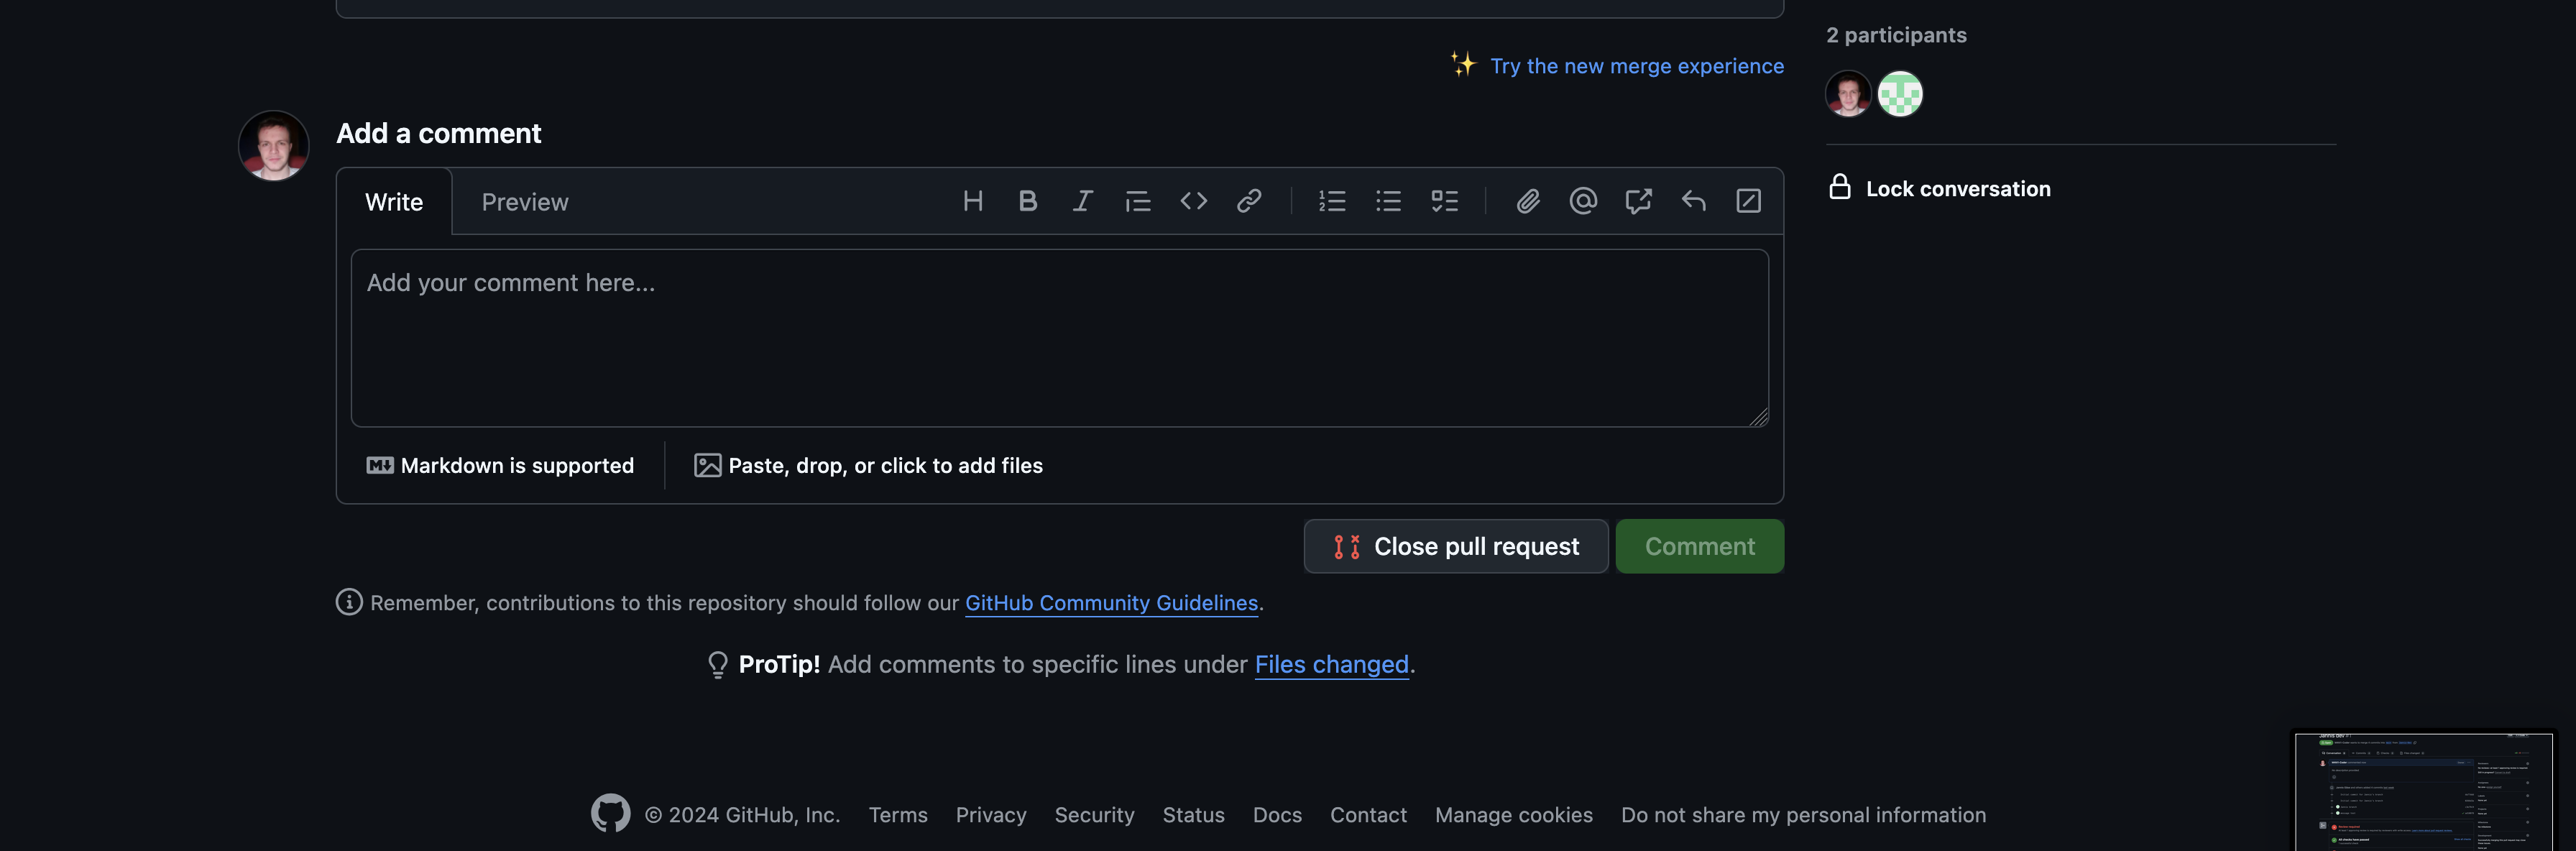 2 participants
Try the new merge experience
Add a comment
Write
Preview
Add your comment here...
Markdown is supported
Paste, drop, or click to add files
Close pull request
Comment
Lock conversation
Remember, contributions to this repository should follow our GitHub Community Guidelines.
ProTip! Add comments to specific lines under Files changed.
© 2024 GitHub, Inc.
Terms
Privacy
Security
Status
Docs
Contact
Manage cookies
Do not share my personal information